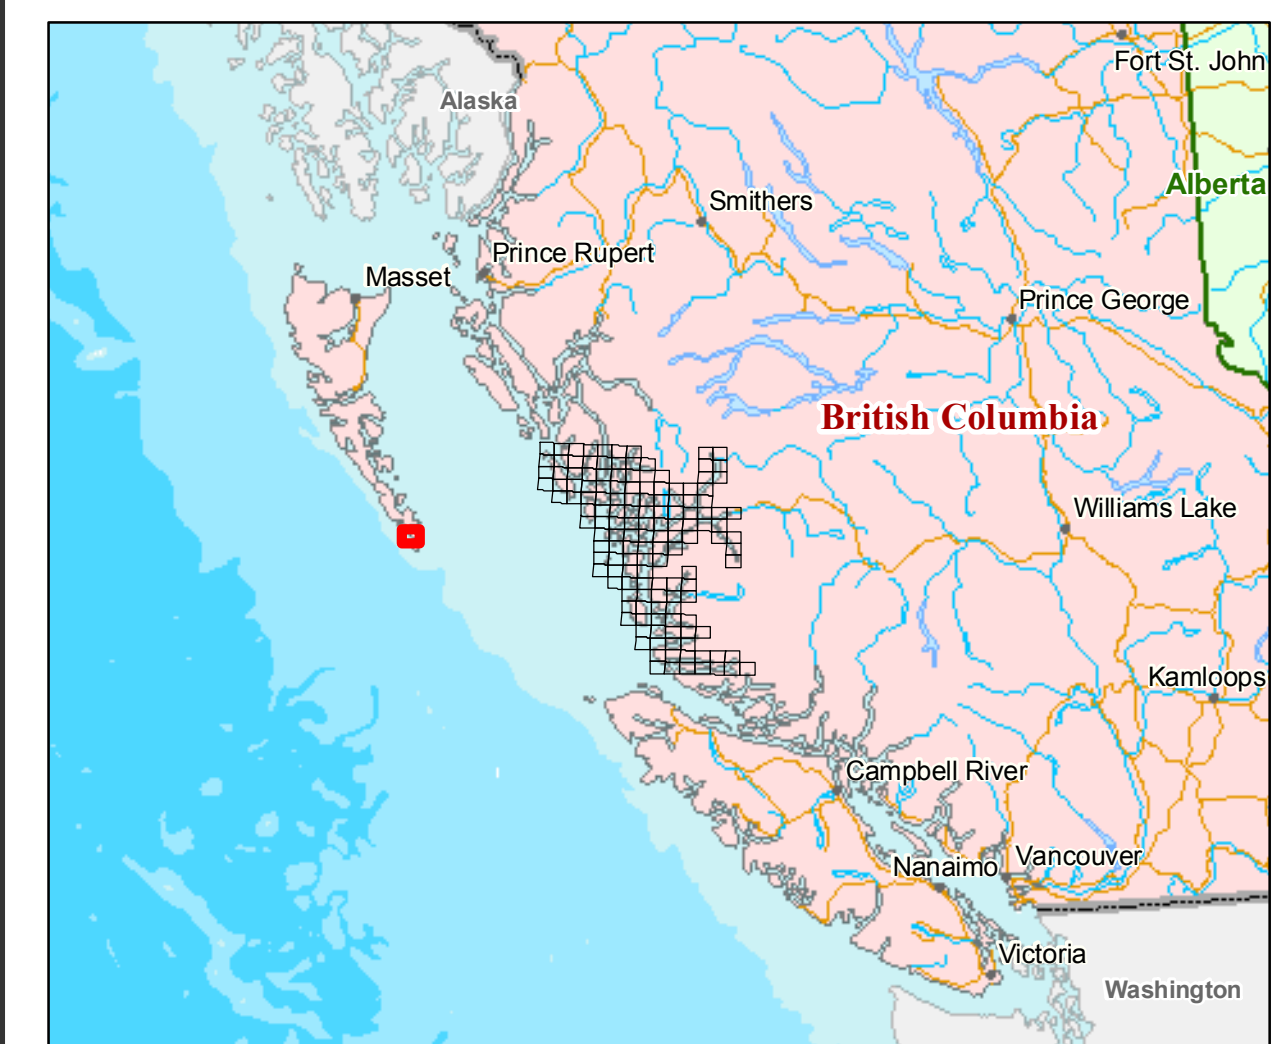 Fort St. John
Alaska
Alberta
Smithers
Prince Rupert
Masset
Prince George
British Columbia
Williams Lake
Kamloops
Campbell River
Vancouver
Nanaimo
Victoria
Washington